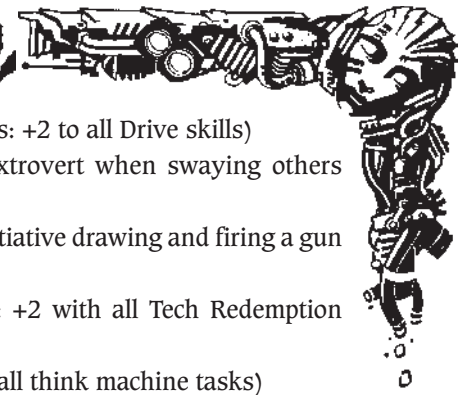 s: +2 to all Drive skills)
xtrovert when swaying others
tiative drawing and firing a gun
: +2 with all Tech Redemption
all think machine tasks)